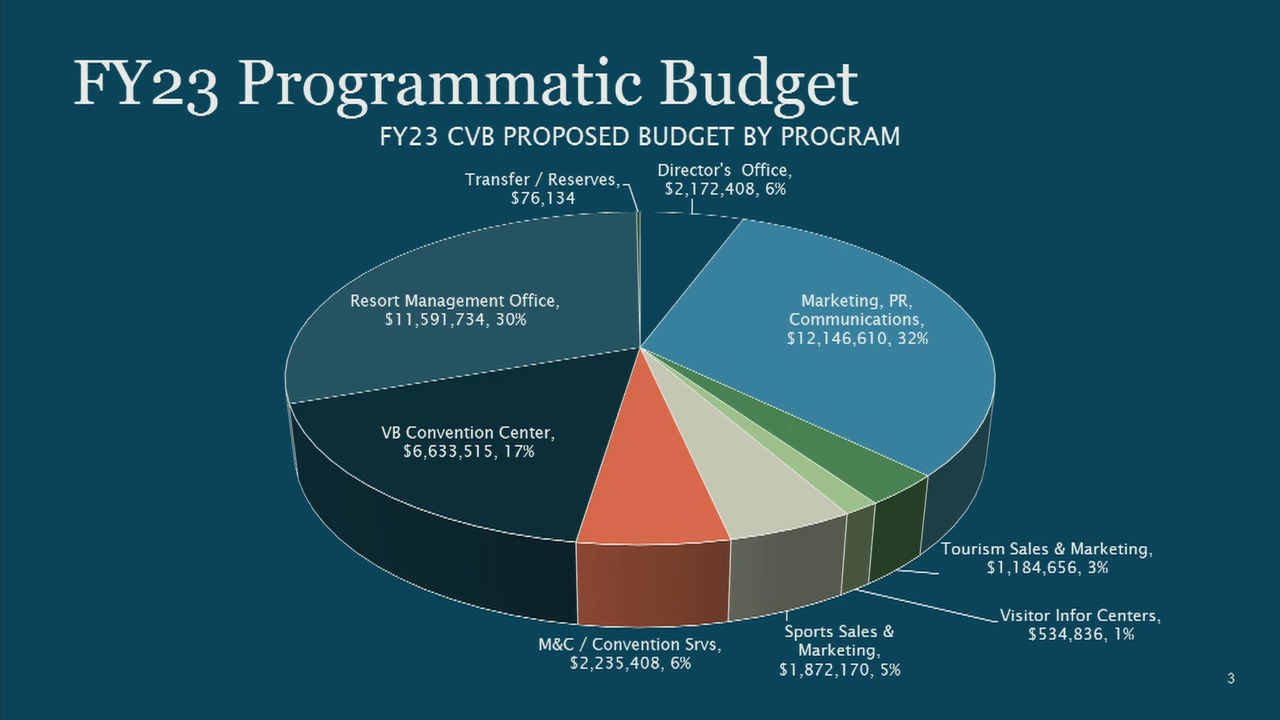 FY23 Programmatic Budget
FY23 CVB PROPOSED BUDGET BY PROGRAM
Transfer / Reserves,
$76,134
Director's Office,
$2,172,408, 6%
Resort Management Office,
$11,591,734, 30%
Marketing, PR,
Communications,
$12,146,610, 32%
VB Convention Center,
$6,633,515, 17%
Tourism Sales & Marketing,
$1,184,656, 3%
Visitor Infor Centers,
$534,836, 1%
Sports Sales &
Marketing,
$1,872,170, 5%
M&C / Convention Srvs,
$2,235,408, 6%
3